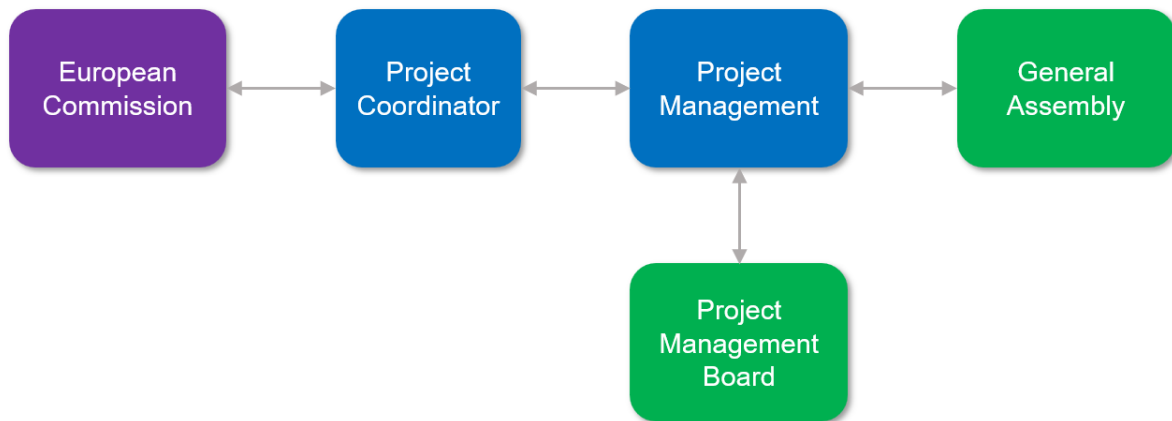 European
Commission
Project
Coordinator
Project
Management
General
Assembly
Project
Management
Board